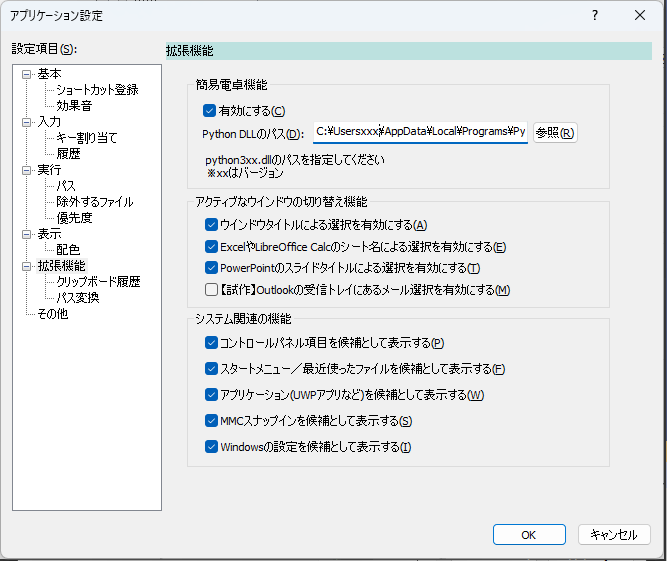 アプリケーション設定
?
設定項目(S):
基本
ショートカット登録
効果音
入力
キー割り当て
履歴
実行
パス
除外するファイル
優先度
表示
配色
拡張機能
クリップボード履歴
パス変換
その他
拡張機能
簡易電卓機能
有効にする(C)
Python DLLのパス(D):
C:¥Usersxxx¥AppData¥Local¥Programs¥Py
参照(R)
python3xx.dllのパスを指定してください
※xxはバージョン
アクティブなウインドウの切り替え機能
ウインドウタイトルによる選択を有効にする(A)
ExcelやLibreOffice Calcのシート名による選択を有効にする(E)
PowerPointのスライドタイトルによる選択を有効にする(T)
【試作】Outlookの受信トレイにあるメール選択を有効にする(M)
システム関連の機能
コントロールパネル項目を候補として表示する(P)
スタートメニュー／最近使ったファイルを候補として表示する(F)
アプリケーション(UWPアプリなど)を候補として表示する(W)
MMCスナップインを候補として表示する(S)
Windowsの設定を候補として表示する(I)
OK
キャンセル